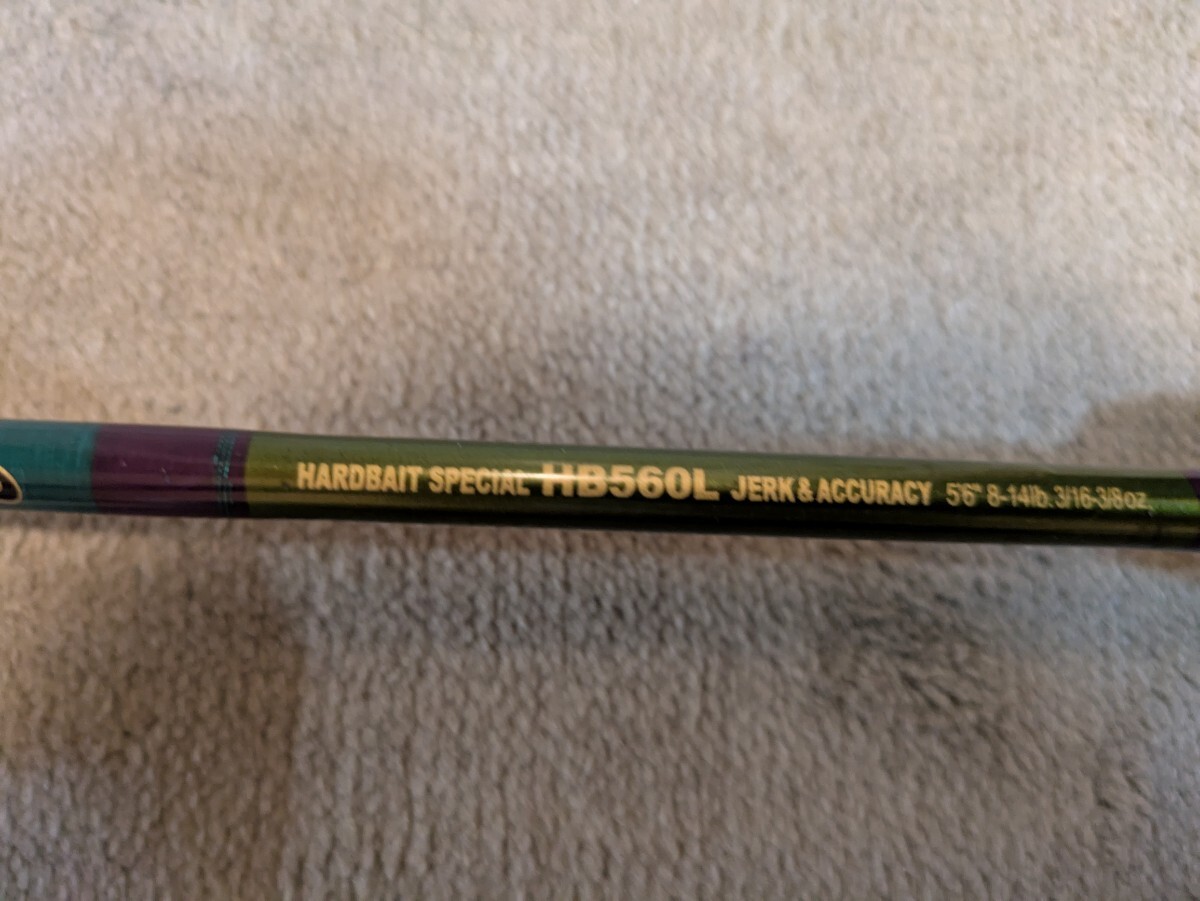 HARDBAIT SPECIAL HB560L JERK & ACCURACY 5'6" 8-14lb. 3/16-3/8oz.